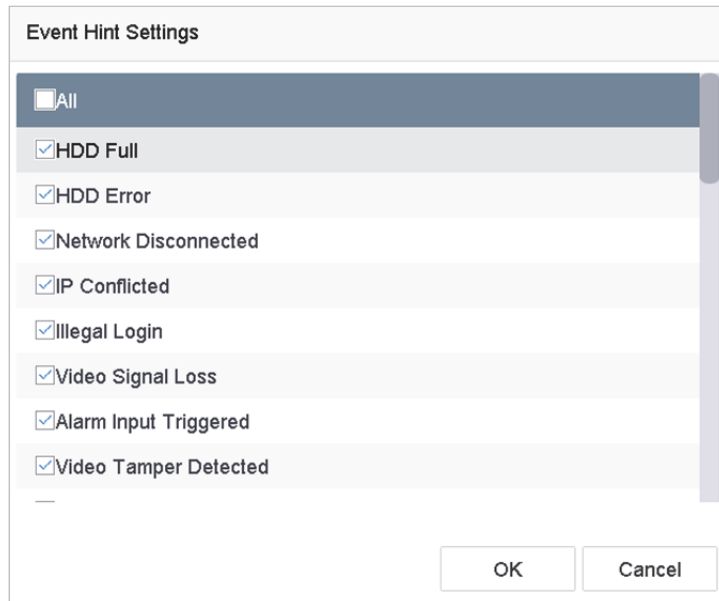 Event Hint Settings
All
HDD Full
HDD Error
Network Disconnected
IP Conflicted
Illegal Login
Video Signal Loss
Alarm Input Triggered
Video Tamper Detected
OK Cancel